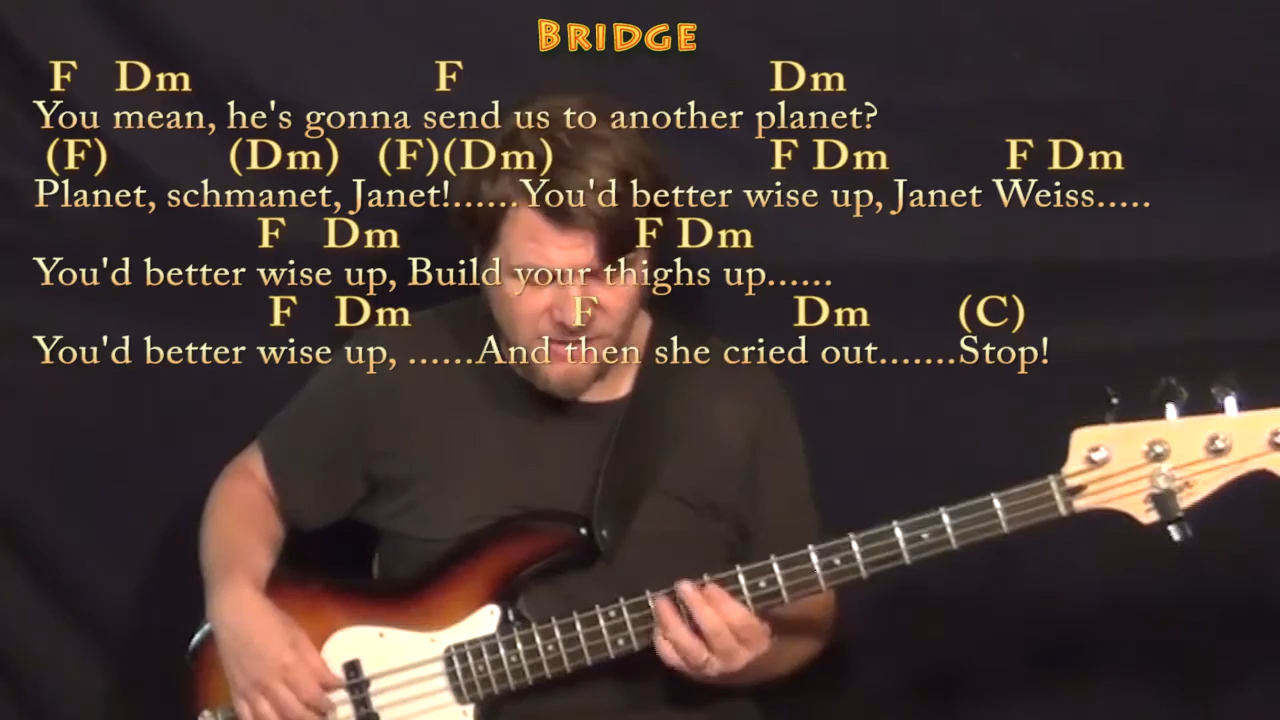 BRIDGE
F Dm F Dm
You mean, he's gonna send us to another planet?
(F) (Dm) (F)(Dm) F Dm F Dm
Planet, schmanet, Janet!......You'd better wise up, Janet Weiss.....
F Dm F Dm
You'd better wise up, Build your thighs up......
F Dm F Dm (C)
You'd better wise up, ......And then she cried out.......Stop!